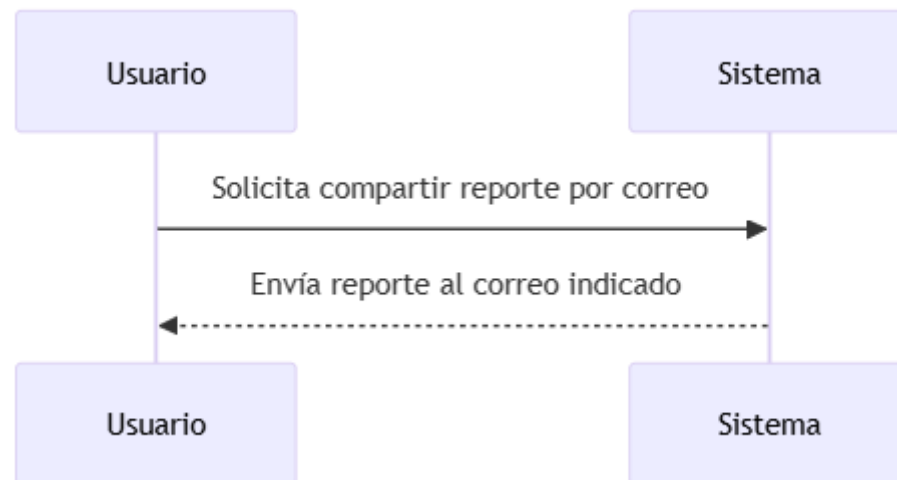 Usuario
Sistema
Solicita compartir reporte por correo
Envía reporte al correo indicado
Usuario
Sistema